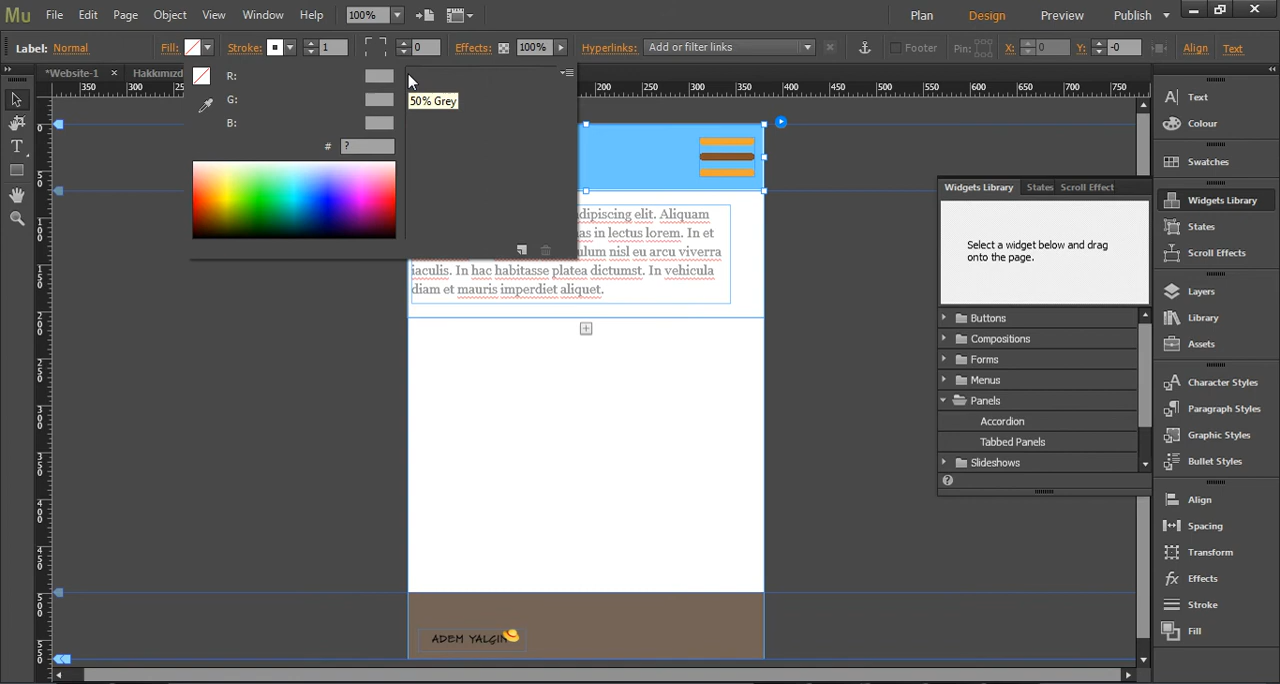 Mu File Edit Page Object View Window Help 100% Plan Design Preview Publish
Label: Normal Fill: Stroke: 1 0 Effects: 100% Hyperlinks: Add or filter links Footer Pin: X: 0 Y: -0 Align Text
*Website-1 Hakkımızd
350 300 200 250 300 350 400 450 500 550 600 650 700 750
R:
G:
B:
# ?
50% Grey
dipiscing elit. Aliquam
as in lectus lorem. In et
ulum nisl eu arcu viverra
iaculis. In hac habitasse platea dictumst. In vehicula
diam et mauris imperdiet aliquet.
ADEM YALGIN
Widgets Library States Scroll Effect
Select a widget below and drag
onto the page.
Buttons
Compositions
Forms
Menus
Panels
Accordion
Tabbed Panels
Slideshows
Text
Colour
Swatches
Widgets Library
States
Scroll Effects
Layers
Library
Assets
Character Styles
Paragraph Styles
Graphic Styles
Bullet Styles
Align
Spacing
Transform
Effects
Stroke
Fill